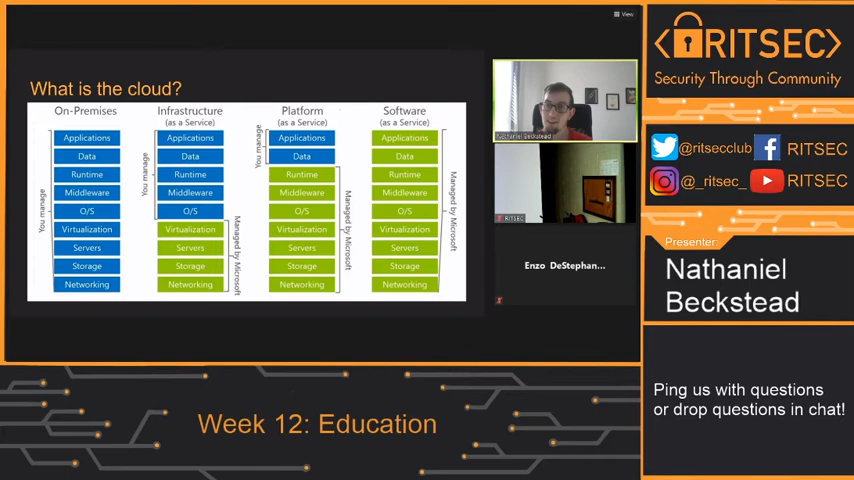 View
What is the cloud?
On-Premises
Applications
Data
Runtime
Middleware
O/S
Virtualization
Servers
Storage
Networking
You manage
Infrastructure
(as a Service)
Applications
Data
Runtime
Middleware
O/S
Virtualization
Servers
Storage
Networking
You manage
Managed by Microsoft
Platform
(as a Service)
Applications
Data
Runtime
Middleware
O/S
Virtualization
Servers
Storage
Networking
You manage
Managed by Microsoft
Software
(as a Service)
Applications
Data
Runtime
Middleware
O/S
Virtualization
Servers
Storage
Networking
Managed by Microsoft
Nathaniel Beckstead
RITSEC
Enzo DeStephan...
RITSEC
Security Through Community
@ritsecclub
RITSEC
@_ritsec_
RITSEC
Presenter:
Nathaniel
Beckstead
Ping us with questions
or drop questions in chat!
Week 12: Education